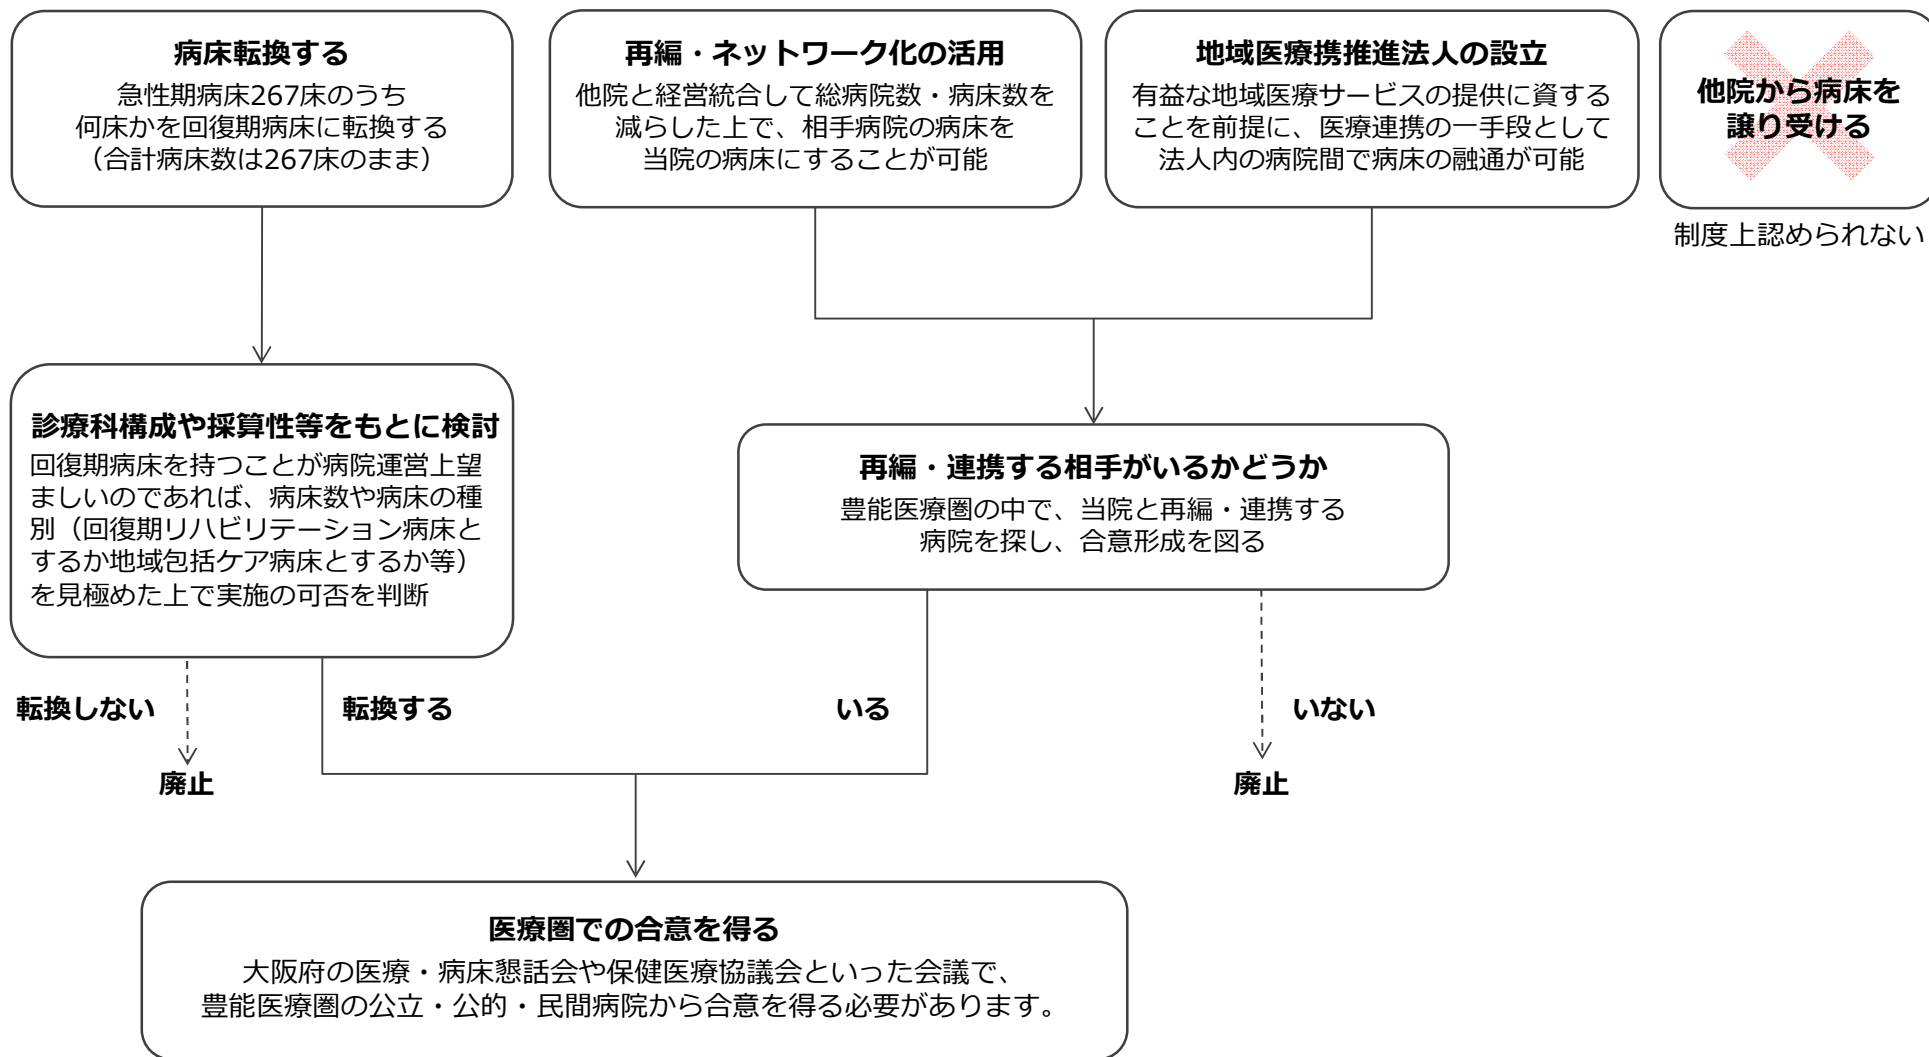 病床転換する
急性期病床267床のうち
何床かを回復期病床に転換する
（合計病床数は267床のまま）
再編・ネットワーク化の活用
他院と経営統合して総病院数・病床数を
減らした上で、相手病院の病床を
当院の病床にすることが可能
地域医療携推進法人の設立
有益な地域医療サービスの提供に資する
ことを前提に、医療連携の一手段として
法人内の病院間で病床の融通が可能
他院から病床を
譲り受ける
制度上認められない
診療科構成や採算性等をもとに検討
回復期病床を持つことが病院運営上望
ましいのであれば、病床数や病床の種
別（回復期リハビリテーション病床と
するか地域包括ケア病床とするか等）
を見極めた上で実施の可否を判断
再編・連携する相手がいるかどうか
豊能医療圏の中で、当院と再編・連携する
病院を探し、合意形成を図る
転換しない
転換する
いる
いない
廃止
廃止
医療圏での合意を得る
大阪府の医療・病床懇話会や保健医療協議会といった会議で、
豊能医療圏の公立・公的・民間病院から合意を得る必要があります。